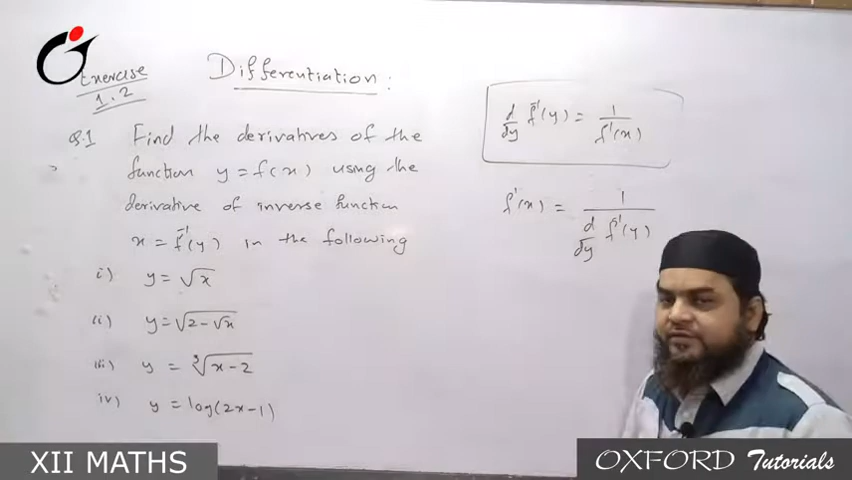 Exercise
1.2
Differentiation:
Q.1 Find the derivatives of the
function y = f(x) using the
derivative of inverse function
x = f⁻¹(y) in the following
i) y = √x
ii) y = √(2-√x)
iii) y = ∛(x-2)
iv) y = log(2x-1)
d/dy f⁻¹(y) = 1/f'(x)
f'(x) = 1/(d/dy f⁻¹(y))
XII MATHS
OXFORD Tutorials